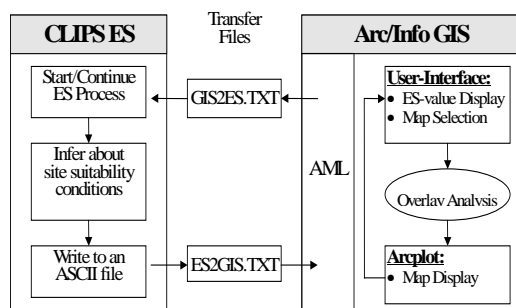 CLIPS ES
Transfer
Files
Arc/Info GIS
Start/Continue
ES Process
GIS2ES.TXT
User-Interface:
• ES-value Display
• Map Selection
Infer about
site suitability
conditions
AML
Overlay Analysis
Write to an
ASCII file
ES2GIS.TXT
Arcplot:
• Map Display